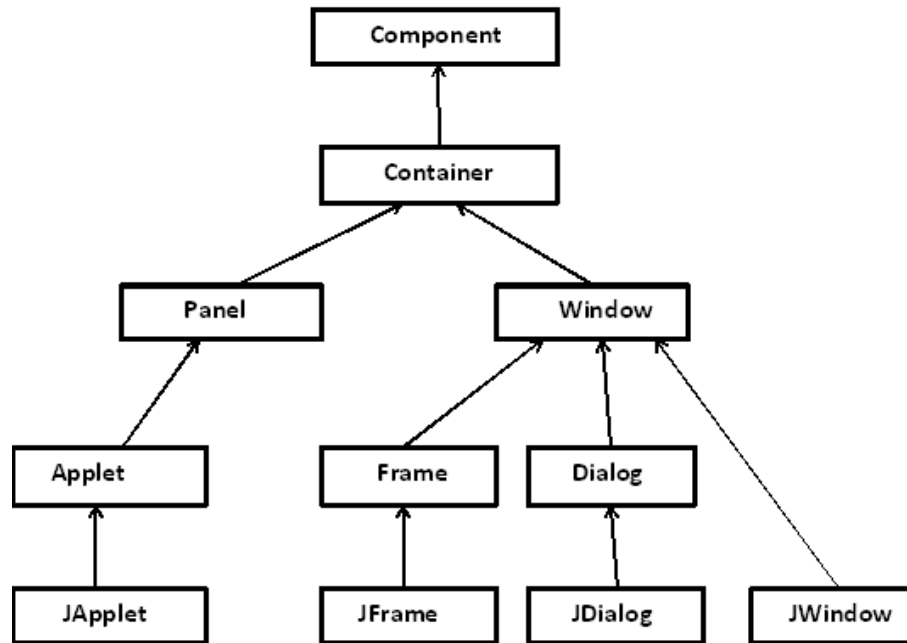 Component
Container
Panel
Window
Applet
Frame
Dialog
JApplet
JFrame
JDialog
JWindow